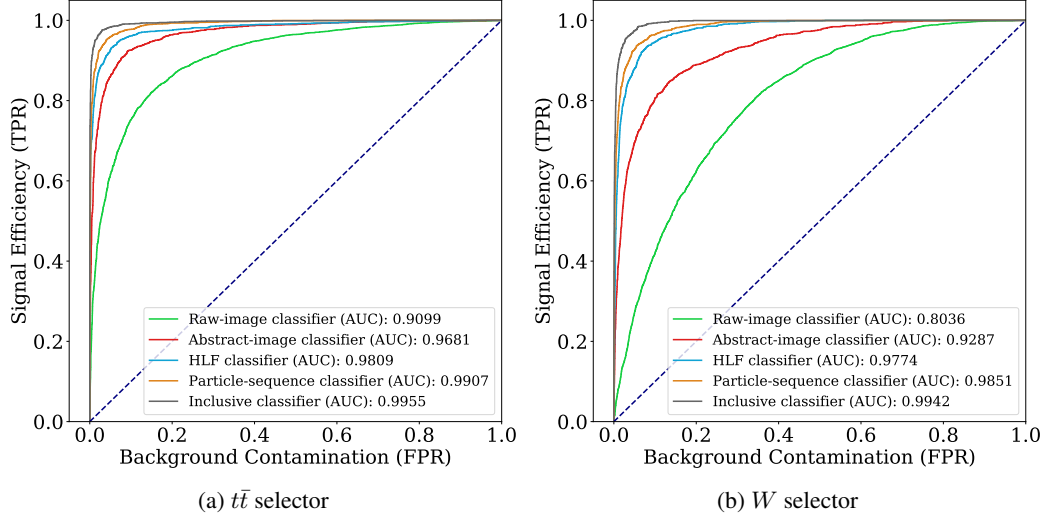 1.0
0.8
0.6
0.4
0.2
0.0
Signal Efficiency (TPR)
Raw-image classifier (AUC): 0.9099
Abstract-image classifier (AUC): 0.9681
HLF classifier (AUC): 0.9809
Particle-sequence classifier (AUC): 0.9907
Inclusive classifier (AUC): 0.9955
0.0 0.2 0.4 0.6 0.8 1.0
Background Contamination (FPR)
(a) tt̄ selector
1.0
0.8
0.6
0.4
0.2
0.0
Signal Efficiency (TPR)
Raw-image classifier (AUC): 0.8036
Abstract-image classifier (AUC): 0.9287
HLF classifier (AUC): 0.9774
Particle-sequence classifier (AUC): 0.9851
Inclusive classifier (AUC): 0.9942
0.0 0.2 0.4 0.6 0.8 1.0
Background Contamination (FPR)
(b) W selector